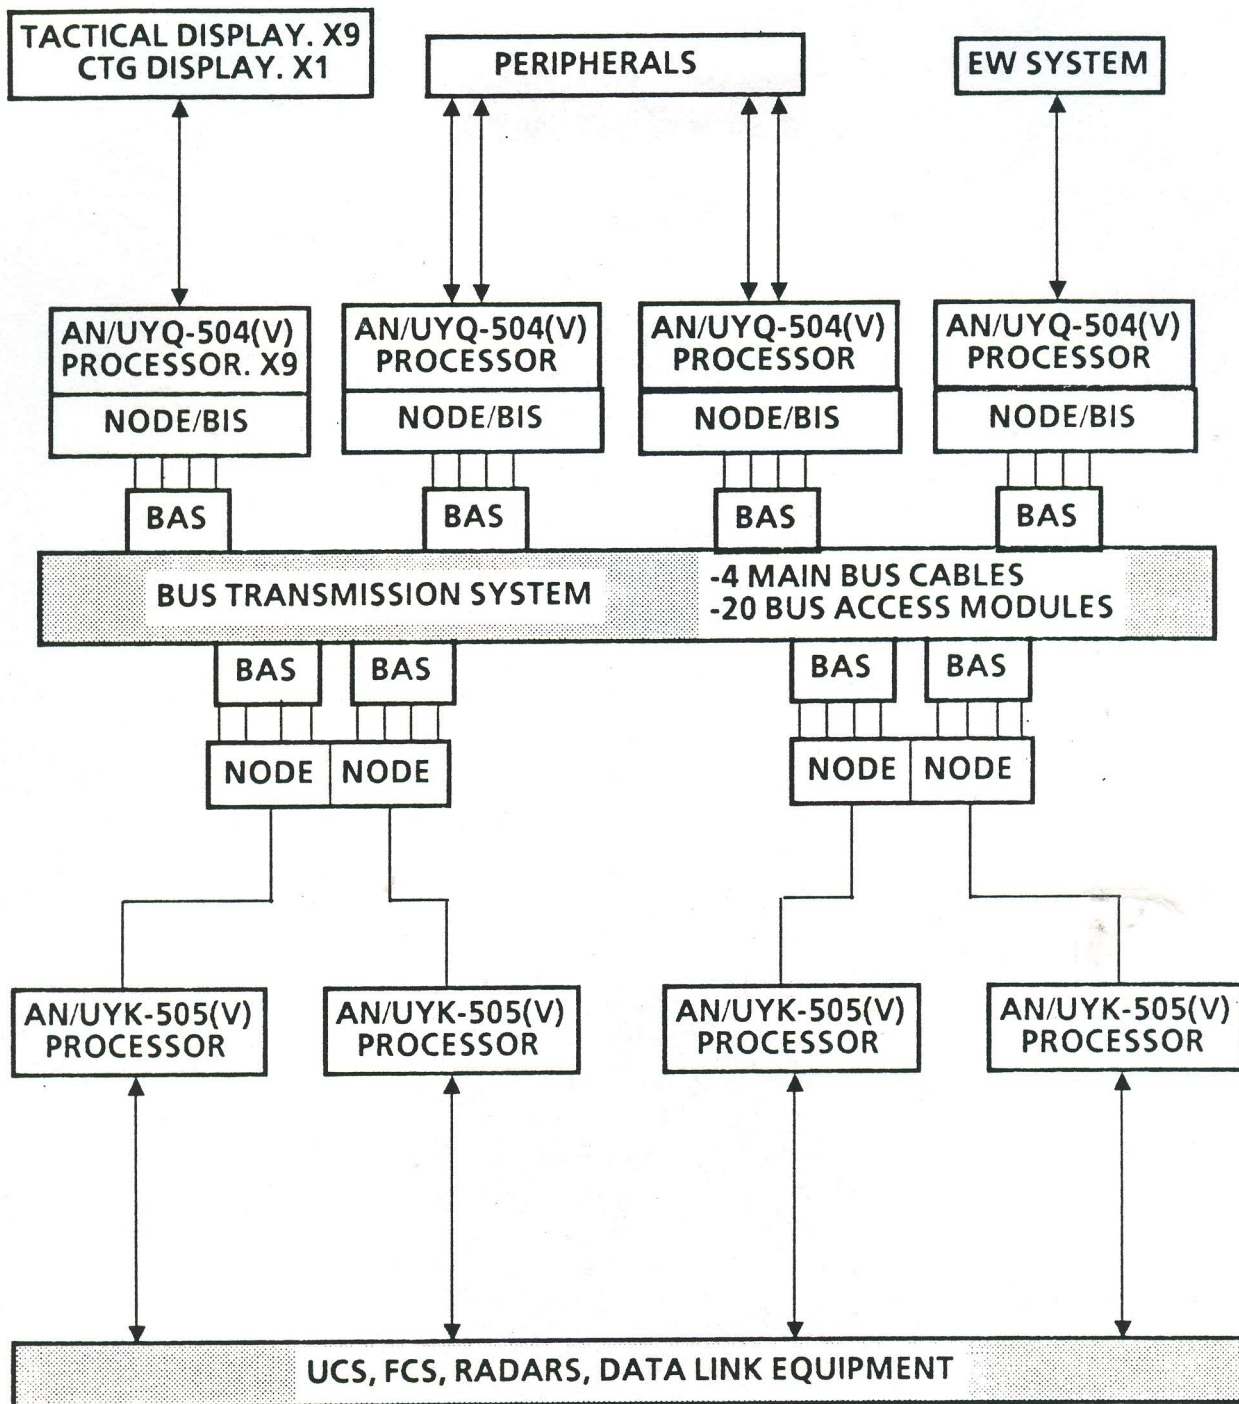 TACTICAL DISPLAY. X9
CTG DISPLAY. X1
PERIPHERALS
EW SYSTEM
AN/UYQ-504(V)
PROCESSOR. X9
NODE/BIS
AN/UYQ-504(V)
PROCESSOR
NODE/BIS
AN/UYQ-504(V)
PROCESSOR
NODE/BIS
AN/UYQ-504(V)
PROCESSOR
NODE/BIS
BAS
BAS
BAS
BAS
BUS TRANSMISSION SYSTEM
-4 MAIN BUS CABLES
-20 BUS ACCESS MODULES
BAS
BAS
BAS
BAS
NODE
NODE
NODE
NODE
AN/UYK-505(V)
PROCESSOR
AN/UYK-505(V)
PROCESSOR
AN/UYK-505(V)
PROCESSOR
AN/UYK-505(V)
PROCESSOR
UCS, FCS, RADARS, DATA LINK EQUIPMENT